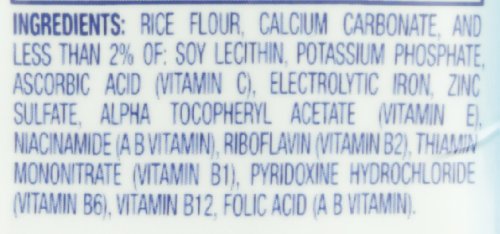 INGREDIENTS: RICE FLOUR, CALCIUM CARBONATE, AND
LESS THAN 2% OF: SOY LECITHIN, POTASSIUM PHOSPHATE,
ASCORBIC ACID (VITAMIN C), ELECTROLYTIC IRON, ZINC
SULFATE, ALPHA TOCOPHERYL ACETATE (VITAMIN E),
NIACINAMIDE (A B VITAMIN), RIBOFLAVIN (VITAMIN B2), THIAMIN
MONONITRATE (VITAMIN B1), PYRIDOXINE HYDROCHLORIDE
(VITAMIN B6), VITAMIN B12, FOLIC ACID (A B VITAMIN).